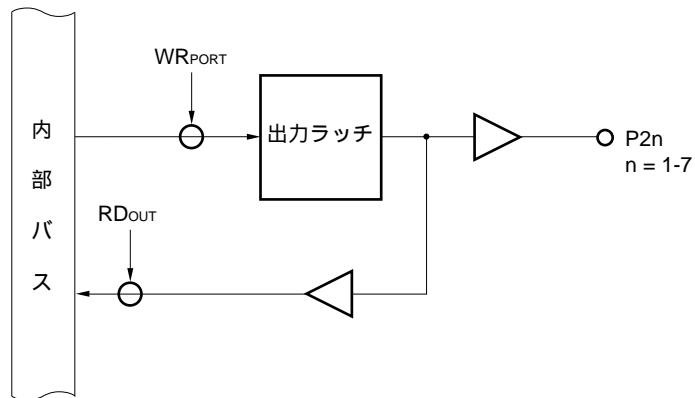 WRPORT
内部バス
出力ラッチ
P2n
n = 1-7
RDOUT